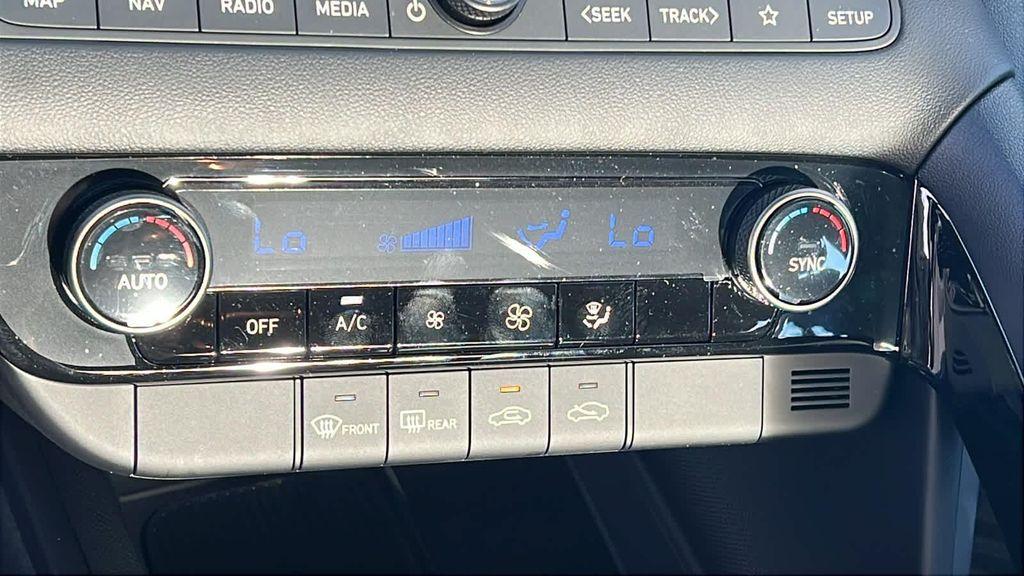 MAP NAV RADIO MEDIA <SEEK TRACK> SETUP
Lo Lo
AUTO SYNC
OFF A/C
FRONT REAR